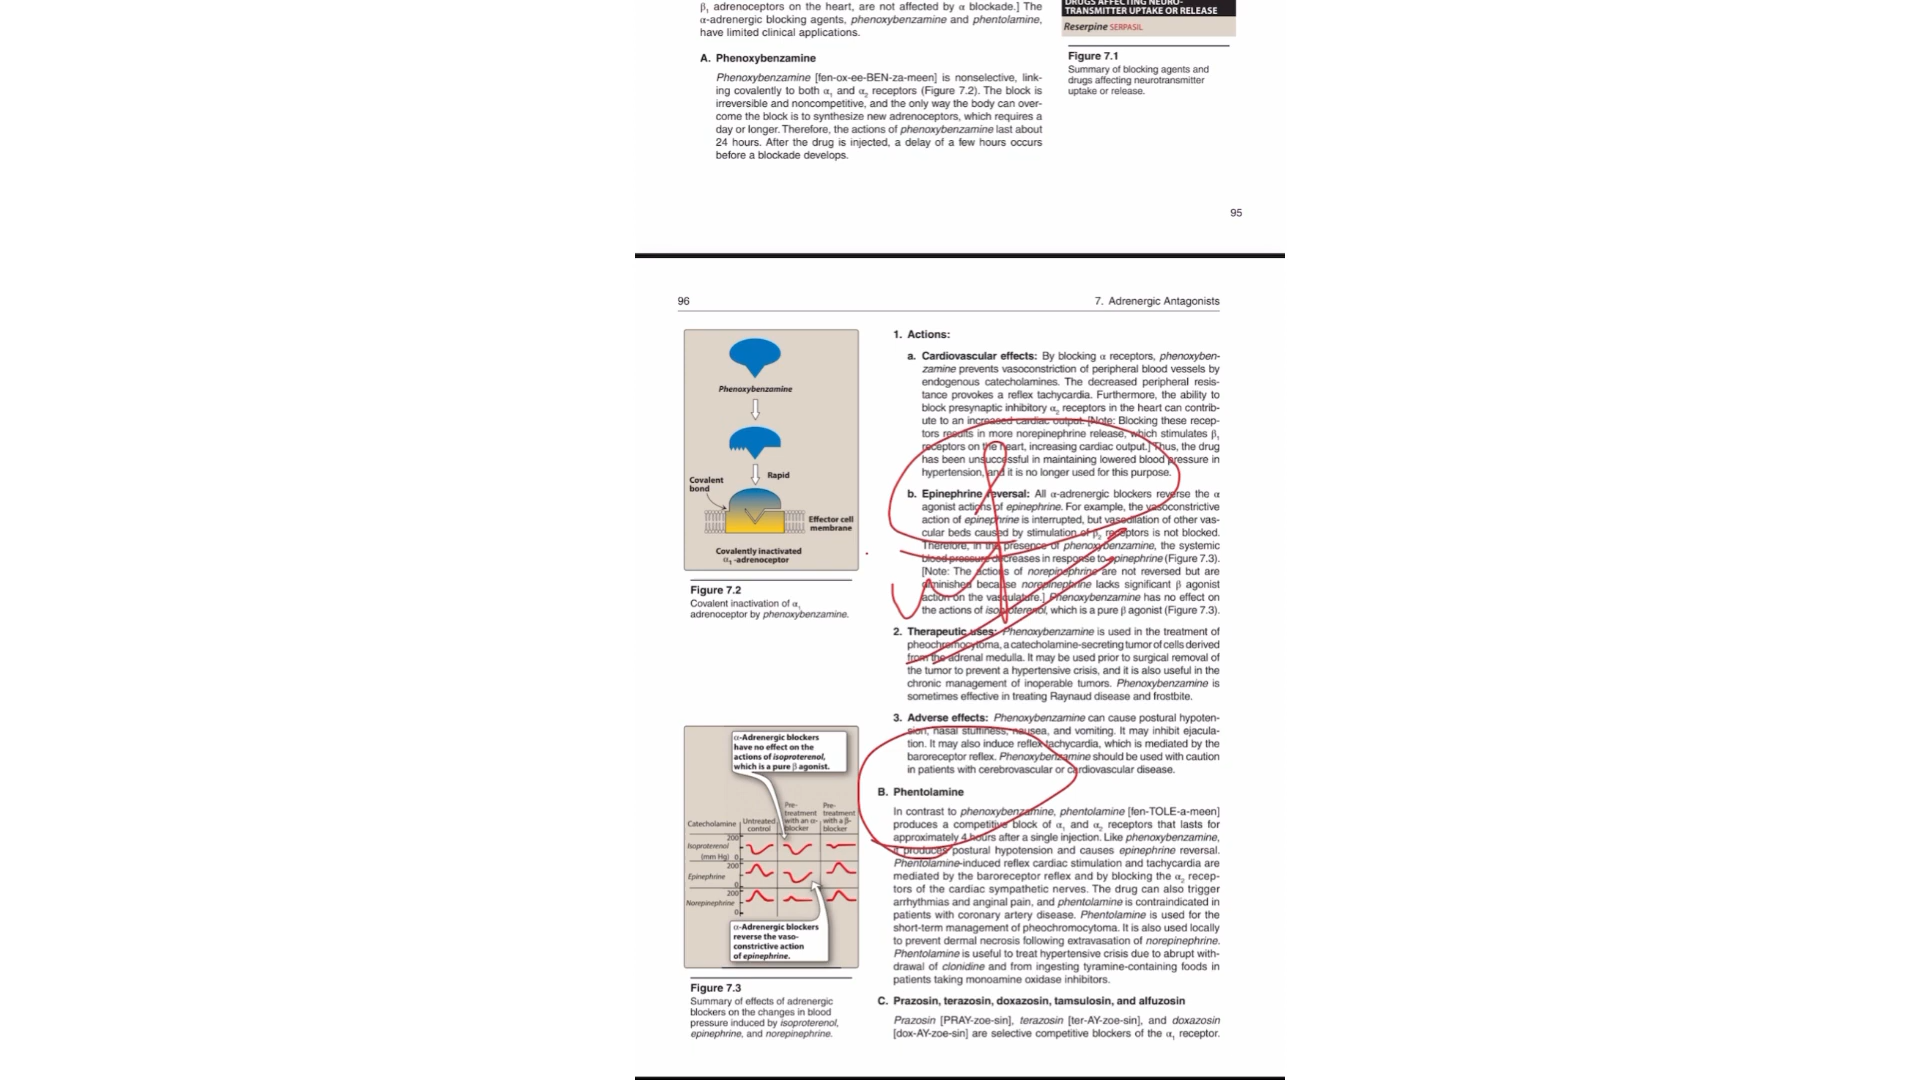 β₁ adrenoceptors on the heart, are not affected by α blockade.] The
α-adrenergic blocking agents, phenoxybenzamine and phentolamine,
have limited clinical applications.
A. Phenoxybenzamine
Phenoxybenzamine [fen-ox-ee-BEN-za-meen] is nonselective, link-
ing covalently to both α₁ and α₂ receptors (Figure 7.2). The block is
irreversible and noncompetitive, and the only way the body can over-
come the block is to synthesize new adrenoceptors, which requires a
day or longer. Therefore, the actions of phenoxybenzamine last about
24 hours. After the drug is injected, a delay of a few hours occurs
before a blockade develops.
DRUGS AFFECTING NEURO-
TRANSMITTER UPTAKE OR RELEASE
Reserpine SERPASIL
Figure 7.1
Summary of blocking agents and
drugs affecting neurotransmitter
uptake or release.
95
96
7. Adrenergic Antagonists
Phenoxybenzamine
Rapid
Covalent
bond
Effector cell
membrane
Covalently inactivated
α₁-adrenoceptor
Figure 7.2
Covalent inactivation of α₁
adrenoceptor by phenoxybenzamine.
α-Adrenergic blockers
have no effect on the
actions of isoproterenol,
which is a pure β agonist.
Catecholamine
Untreated
control
Pre-
treatment
with an α-
blocker
Pre-
treatment
with a β-
blocker
200
Isoproterenol
(mm Hg) 0
200
Epinephrine
0
200
Norepinephrine
0
α-Adrenergic blockers
reverse the vaso-
constrictive action
of epinephrine.
Figure 7.3
Summary of effects of adrenergic
blockers on the changes in blood
pressure induced by isoproterenol,
epinephrine, and norepinephrine.
1. Actions:
a. Cardiovascular effects: By blocking α receptors, phenoxyben-
zamine prevents vasoconstriction of peripheral blood vessels by
endogenous catecholamines. The decreased peripheral resis-
tance provokes a reflex tachycardia. Furthermore, the ability to
block presynaptic inhibitory α₂ receptors in the heart can contrib-
ute to an increased cardiac output. [Note: Blocking these recep-
tors results in more norepinephrine release, which stimulates β₁
receptors on the heart, increasing cardiac output.] Thus, the drug
has been unsuccessful in maintaining lowered blood pressure in
hypertension, and it is no longer used for this purpose.
b. Epinephrine reversal: All α-adrenergic blockers reverse the α
agonist actions of epinephrine. For example, the vasoconstrictive
action of epinephrine is interrupted, but vasodilation of other vas-
cular beds caused by stimulation of β₂ receptors is not blocked.
Therefore, in the presence of phenoxybenzamine, the systemic
blood pressure decreases in response to epinephrine (Figure 7.3).
[Note: The actions of norepinephrine are not reversed but are
diminished because norepinephrine lacks significant β agonist
action on the vasculature.] Phenoxybenzamine has no effect on
the actions of isoproterenol, which is a pure β agonist (Figure 7.3).
2. Therapeutic uses: Phenoxybenzamine is used in the treatment of
pheochromocytoma, a catecholamine-secreting tumor of cells derived
from the adrenal medulla. It may be used prior to surgical removal of
the tumor to prevent a hypertensive crisis, and it is also useful in the
chronic management of inoperable tumors. Phenoxybenzamine is
sometimes effective in treating Raynaud disease and frostbite.
3. Adverse effects: Phenoxybenzamine can cause postural hypoten-
sion, nasal stuffiness, nausea, and vomiting. It may inhibit ejacula-
tion. It may also induce reflex tachycardia, which is mediated by the
baroreceptor reflex. Phenoxybenzamine should be used with caution
in patients with cerebrovascular or cardiovascular disease.
B. Phentolamine
In contrast to phenoxybenzamine, phentolamine [fen-TOLE-a-meen]
produces a competitive block of α₁ and α₂ receptors that lasts for
approximately 4 hours after a single injection. Like phenoxybenzamine,
it produces postural hypotension and causes epinephrine reversal.
Phentolamine-induced reflex cardiac stimulation and tachycardia are
mediated by the baroreceptor reflex and by blocking the α₂ recep-
tors of the cardiac sympathetic nerves. The drug can also trigger
arrhythmias and anginal pain, and phentolamine is contraindicated in
patients with coronary artery disease. Phentolamine is used for the
short-term management of pheochromocytoma. It is also used locally
to prevent dermal necrosis following extravasation of norepinephrine.
Phentolamine is useful to treat hypertensive crisis due to abrupt with-
drawal of clonidine and from ingesting tyramine-containing foods in
patients taking monoamine oxidase inhibitors.
C. Prazosin, terazosin, doxazosin, tamsulosin, and alfuzosin
Prazosin [PRAY-zoe-sin], terazosin [ter-AY-zoe-sin], and doxazosin
[dox-AY-zoe-sin] are selective competitive blockers of the α₁ receptor.